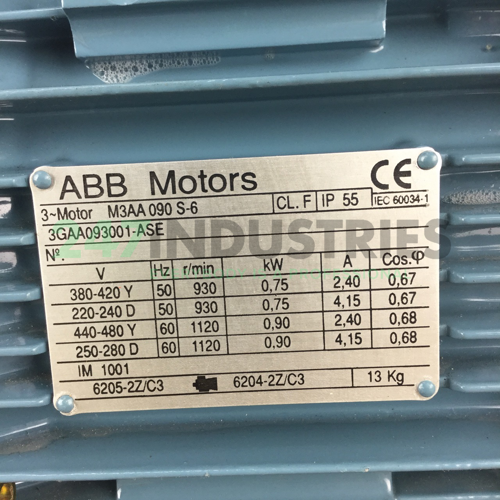 ABB Motors CE
3~Motor M3AA 090 S-6 CL. F IP 55 IEC 60034-1
3GAA093001-ASE
Nº.
V Hz r/min kW A Cos.φ
380-420 Y 50 930 0,75 2,40 0,67
220-240 D 50 930 0,75 4,15 0,67
440-480 Y 60 1120 0,90 2,40 0,68
250-280 D 60 1120 0,90 4,15 0,68
IM 1001
6205-2Z/C3 6204-2Z/C3 13 Kg
247 INDUSTRIES